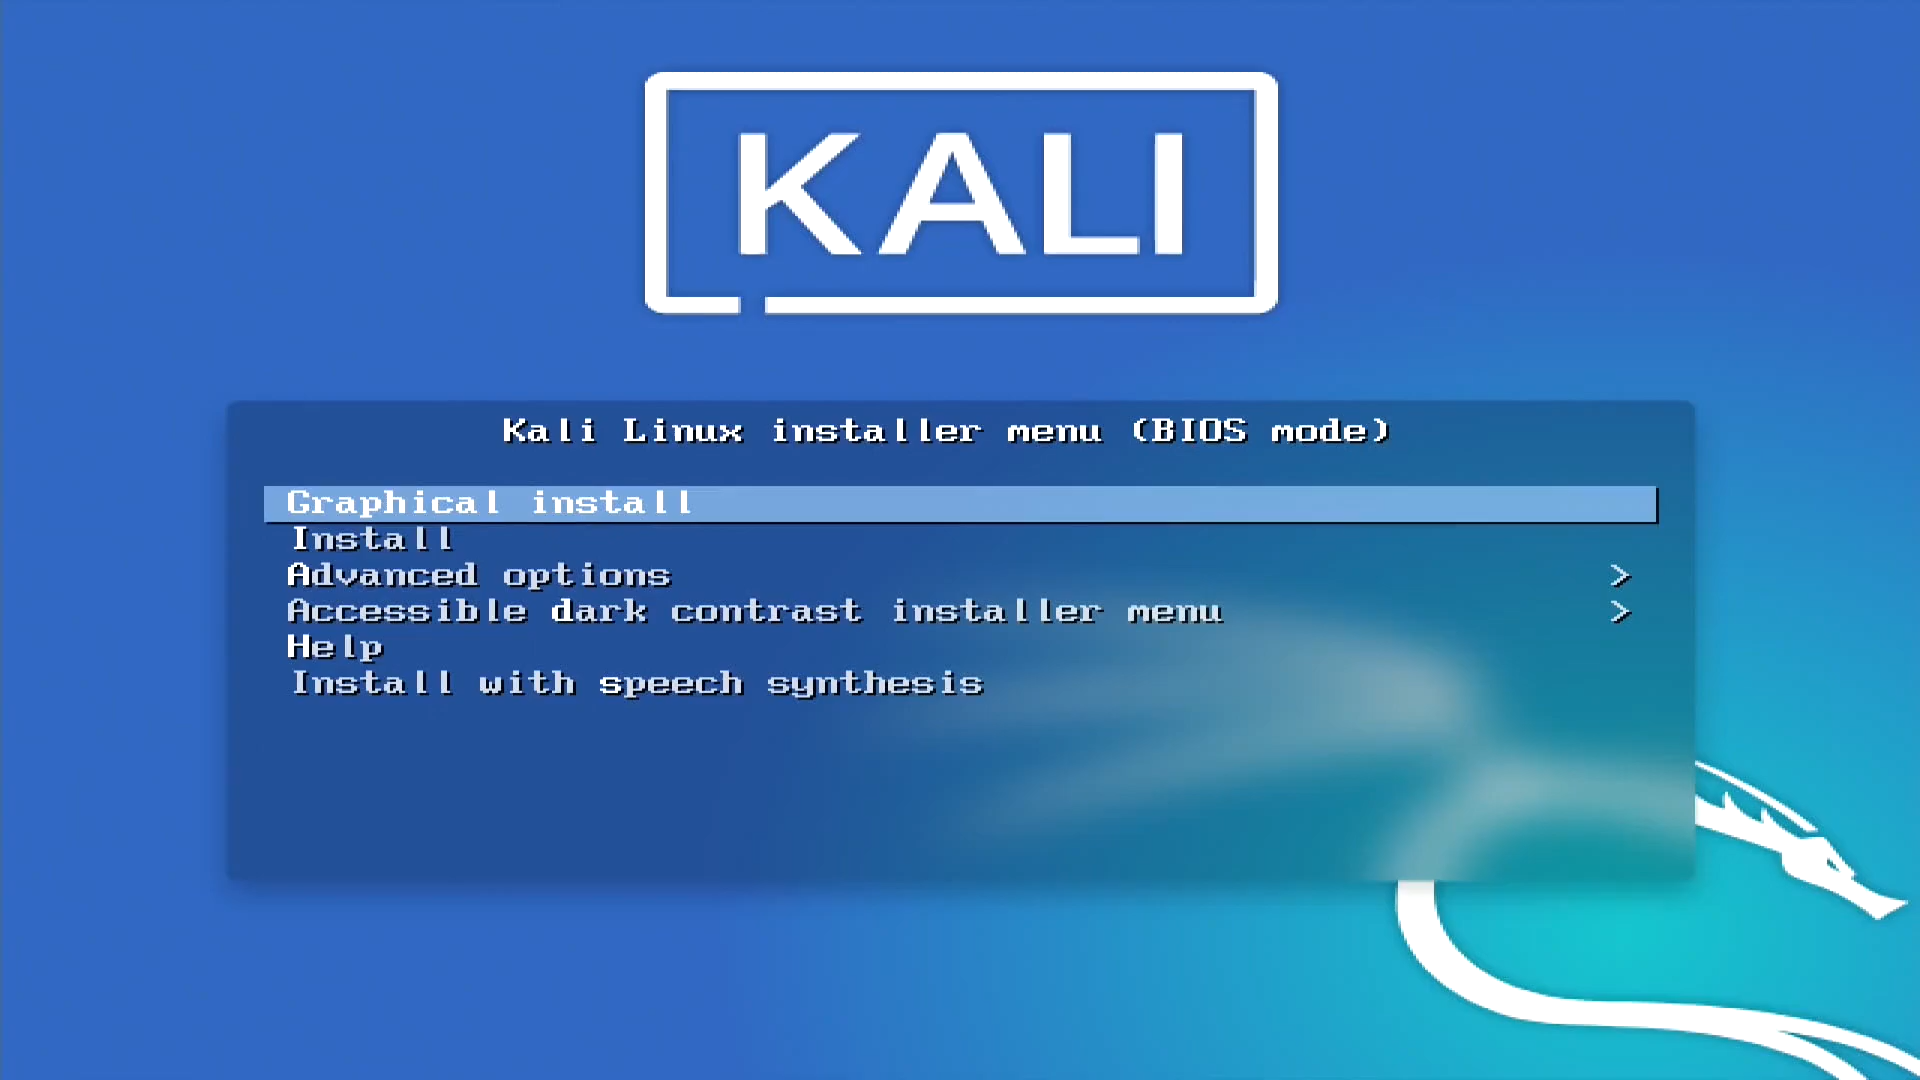 KALI
Kali Linux installer menu (BIOS mode)
Graphical install
Install
Advanced options >
Accessible dark contrast installer menu >
Help
Install with speech synthesis